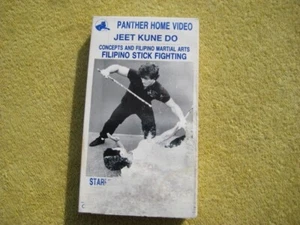 PANTHER HOME VIDEO
JEET KUNE DO
CONCEPTS AND FILIPINO MARTIAL ARTS
FILIPINO STICK FIGHTING